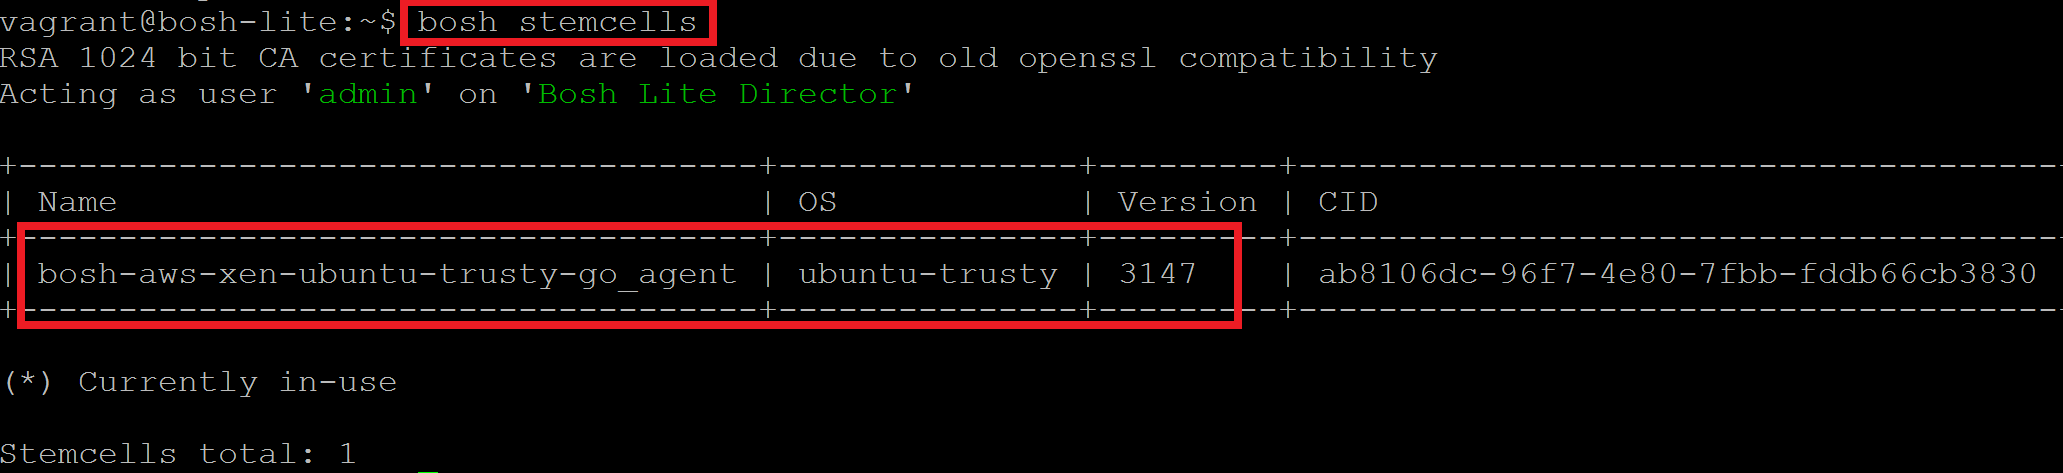 vagrant@bosh-lite:~$ bosh stemcells
RSA 1024 bit CA certificates are loaded due to old openssl compatibility
Acting as user 'admin' on 'Bosh Lite Director'
+-------------------------------------+---------------+---------+--------------------------------------
| Name | OS | Version | CID
+-------------------------------------+---------------+---------+--------------------------------------
| bosh-aws-xen-ubuntu-trusty-go_agent | ubuntu-trusty | 3147 | ab8106dc-96f7-4e80-7fbb-fddb66cb3830
+-------------------------------------+---------------+---------+--------------------------------------
(*) Currently in-use
Stemcells total: 1